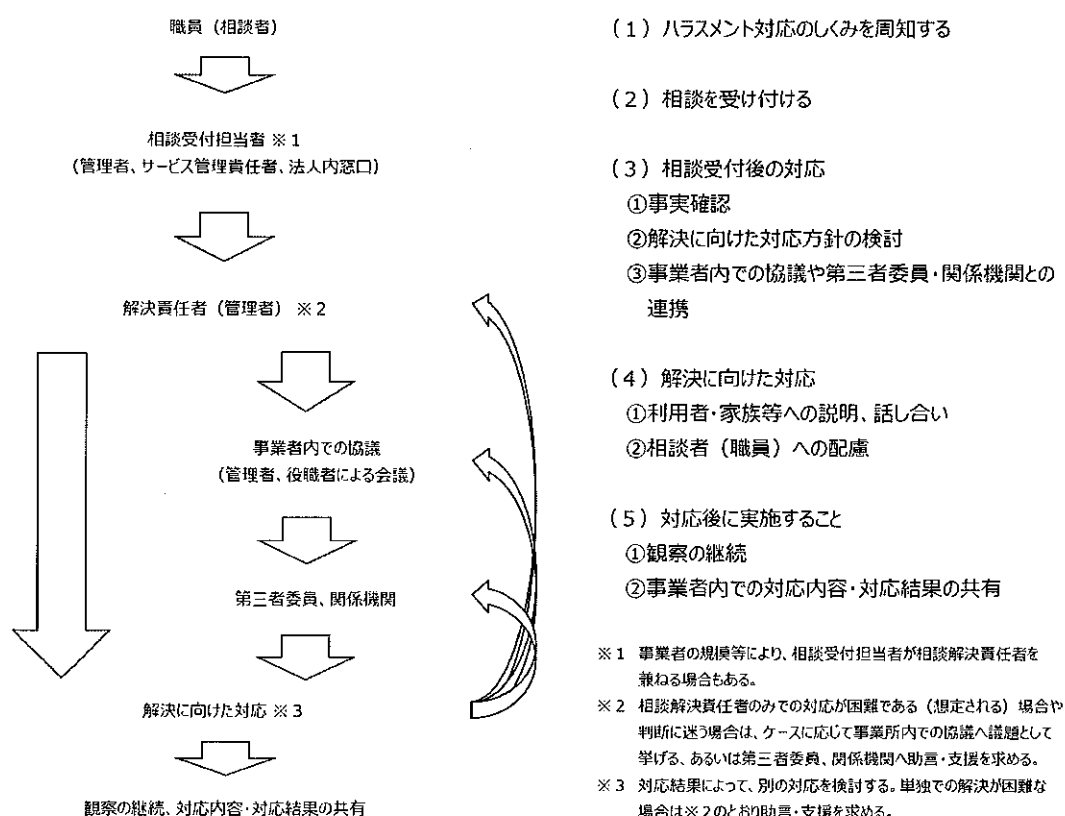 職員（相談者）
相談受付担当者 ※１
（管理者、サービス管理責任者、法人内窓口）
解決責任者（管理者） ※２
事業者内での協議
（管理者、役職者による会議）
第三者委員、関係機関
解決に向けた対応 ※３
観察の継続、対応内容・対応結果の共有
（１）ハラスメント対応のしくみを周知する
（２）相談を受け付ける
（３）相談受付後の対応
①事実確認
②解決に向けた対応方針の検討
③事業者内での協議や第三者委員・関係機関との
連携
（４）解決に向けた対応
①利用者・家族等への説明、話し合い
②相談者（職員）への配慮
（５）対応後に実施すること
①観察の継続
②事業者内での対応内容・対応結果の共有
※１ 事業者の規模等により、相談受付担当者が相談解決責任者を
兼ねる場合もある。
※２ 相談解決責任者のみでの対応が困難である（想定される）場合や
判断に迷う場合は、ケースに応じて事業所内での協議へ議題として
挙げる、あるいは第三者委員、関係機関へ助言・支援を求める。
※３ 対応結果によって、別の対応を検討する。単独での解決が困難な
場合は※２のとおり助言・支援を求める。